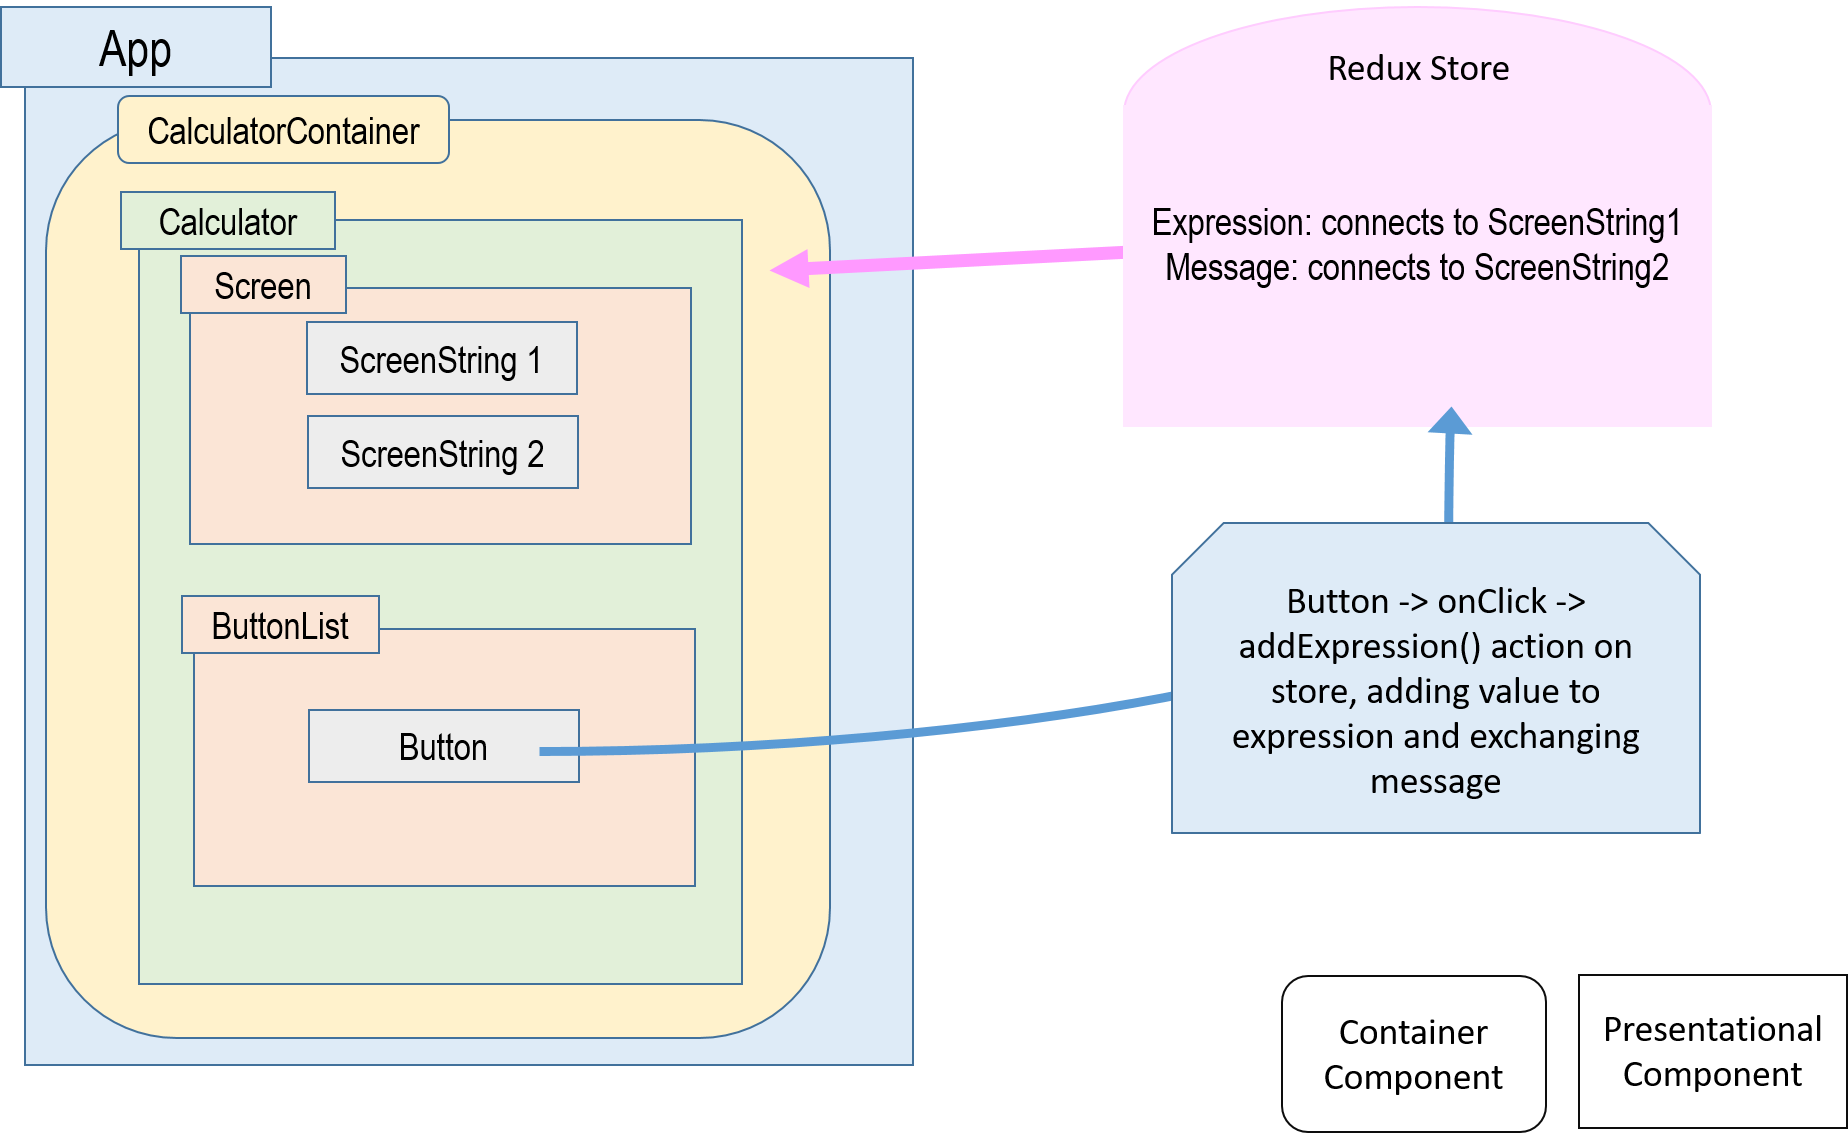 App
CalculatorContainer
Calculator
Screen
ScreenString 1
ScreenString 2
ButtonList
Button
Redux Store
Expression: connects to ScreenString1
Message: connects to ScreenString2
Button -> onClick ->
addExpression() action on
store, adding value to
expression and exchanging
message
Container
Component
Presentational
Component